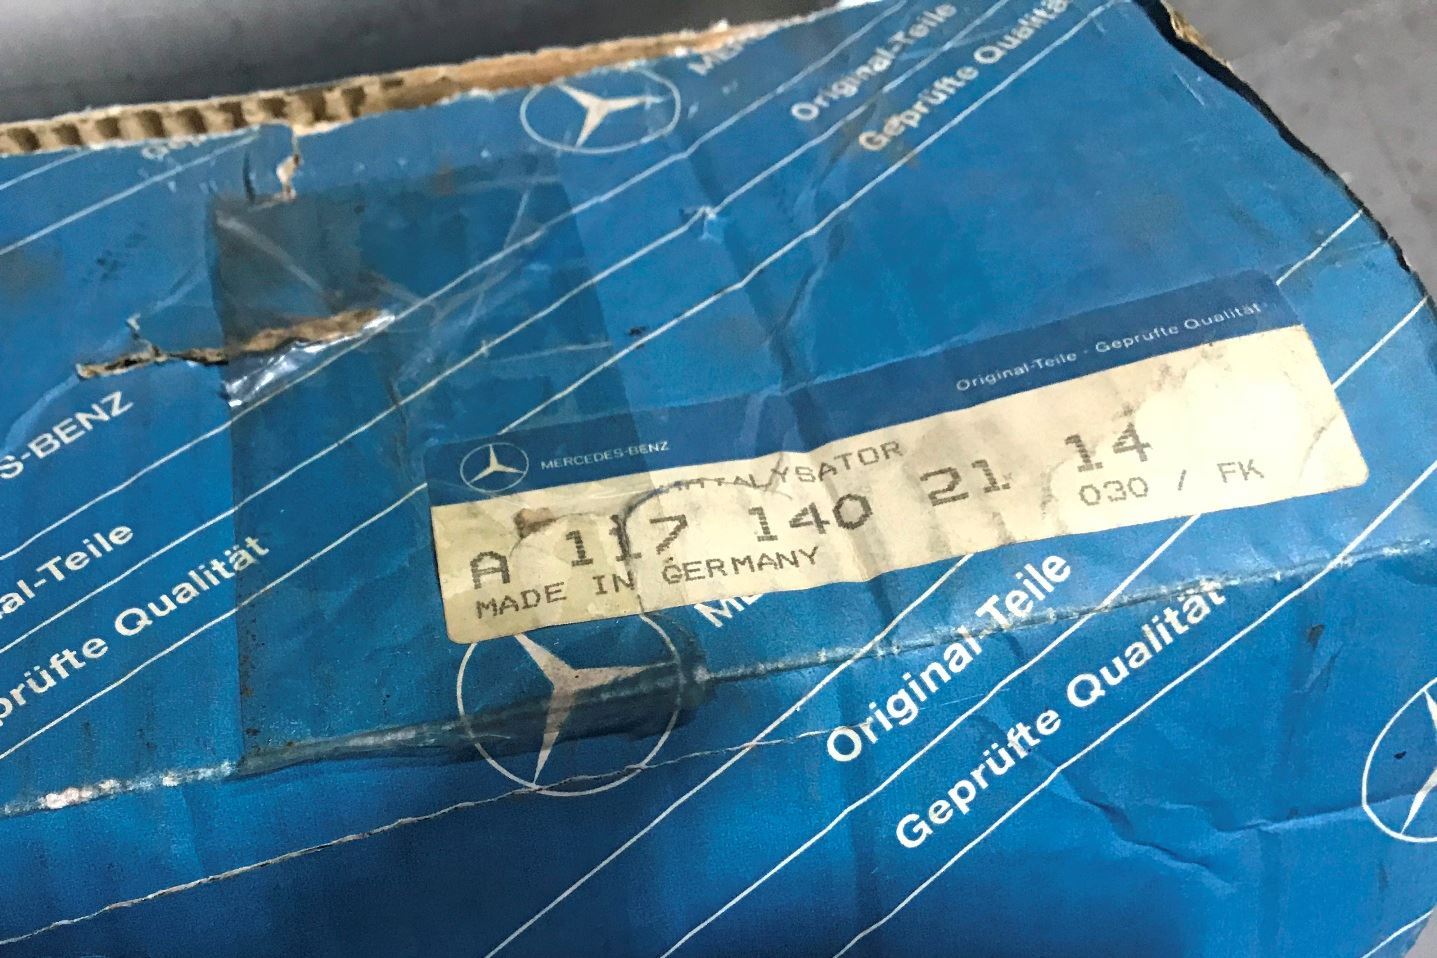 Original-Teile
Geprüfte Qualität
S-BENZ
al-Teile
prüfte Qualität
MERCEDES-BENZ
Original-Teile · Geprüfte Qualität
A 117 140 21 14
030 / FK
MADE IN GERMANY
Original-Teile
Geprüfte Qualität